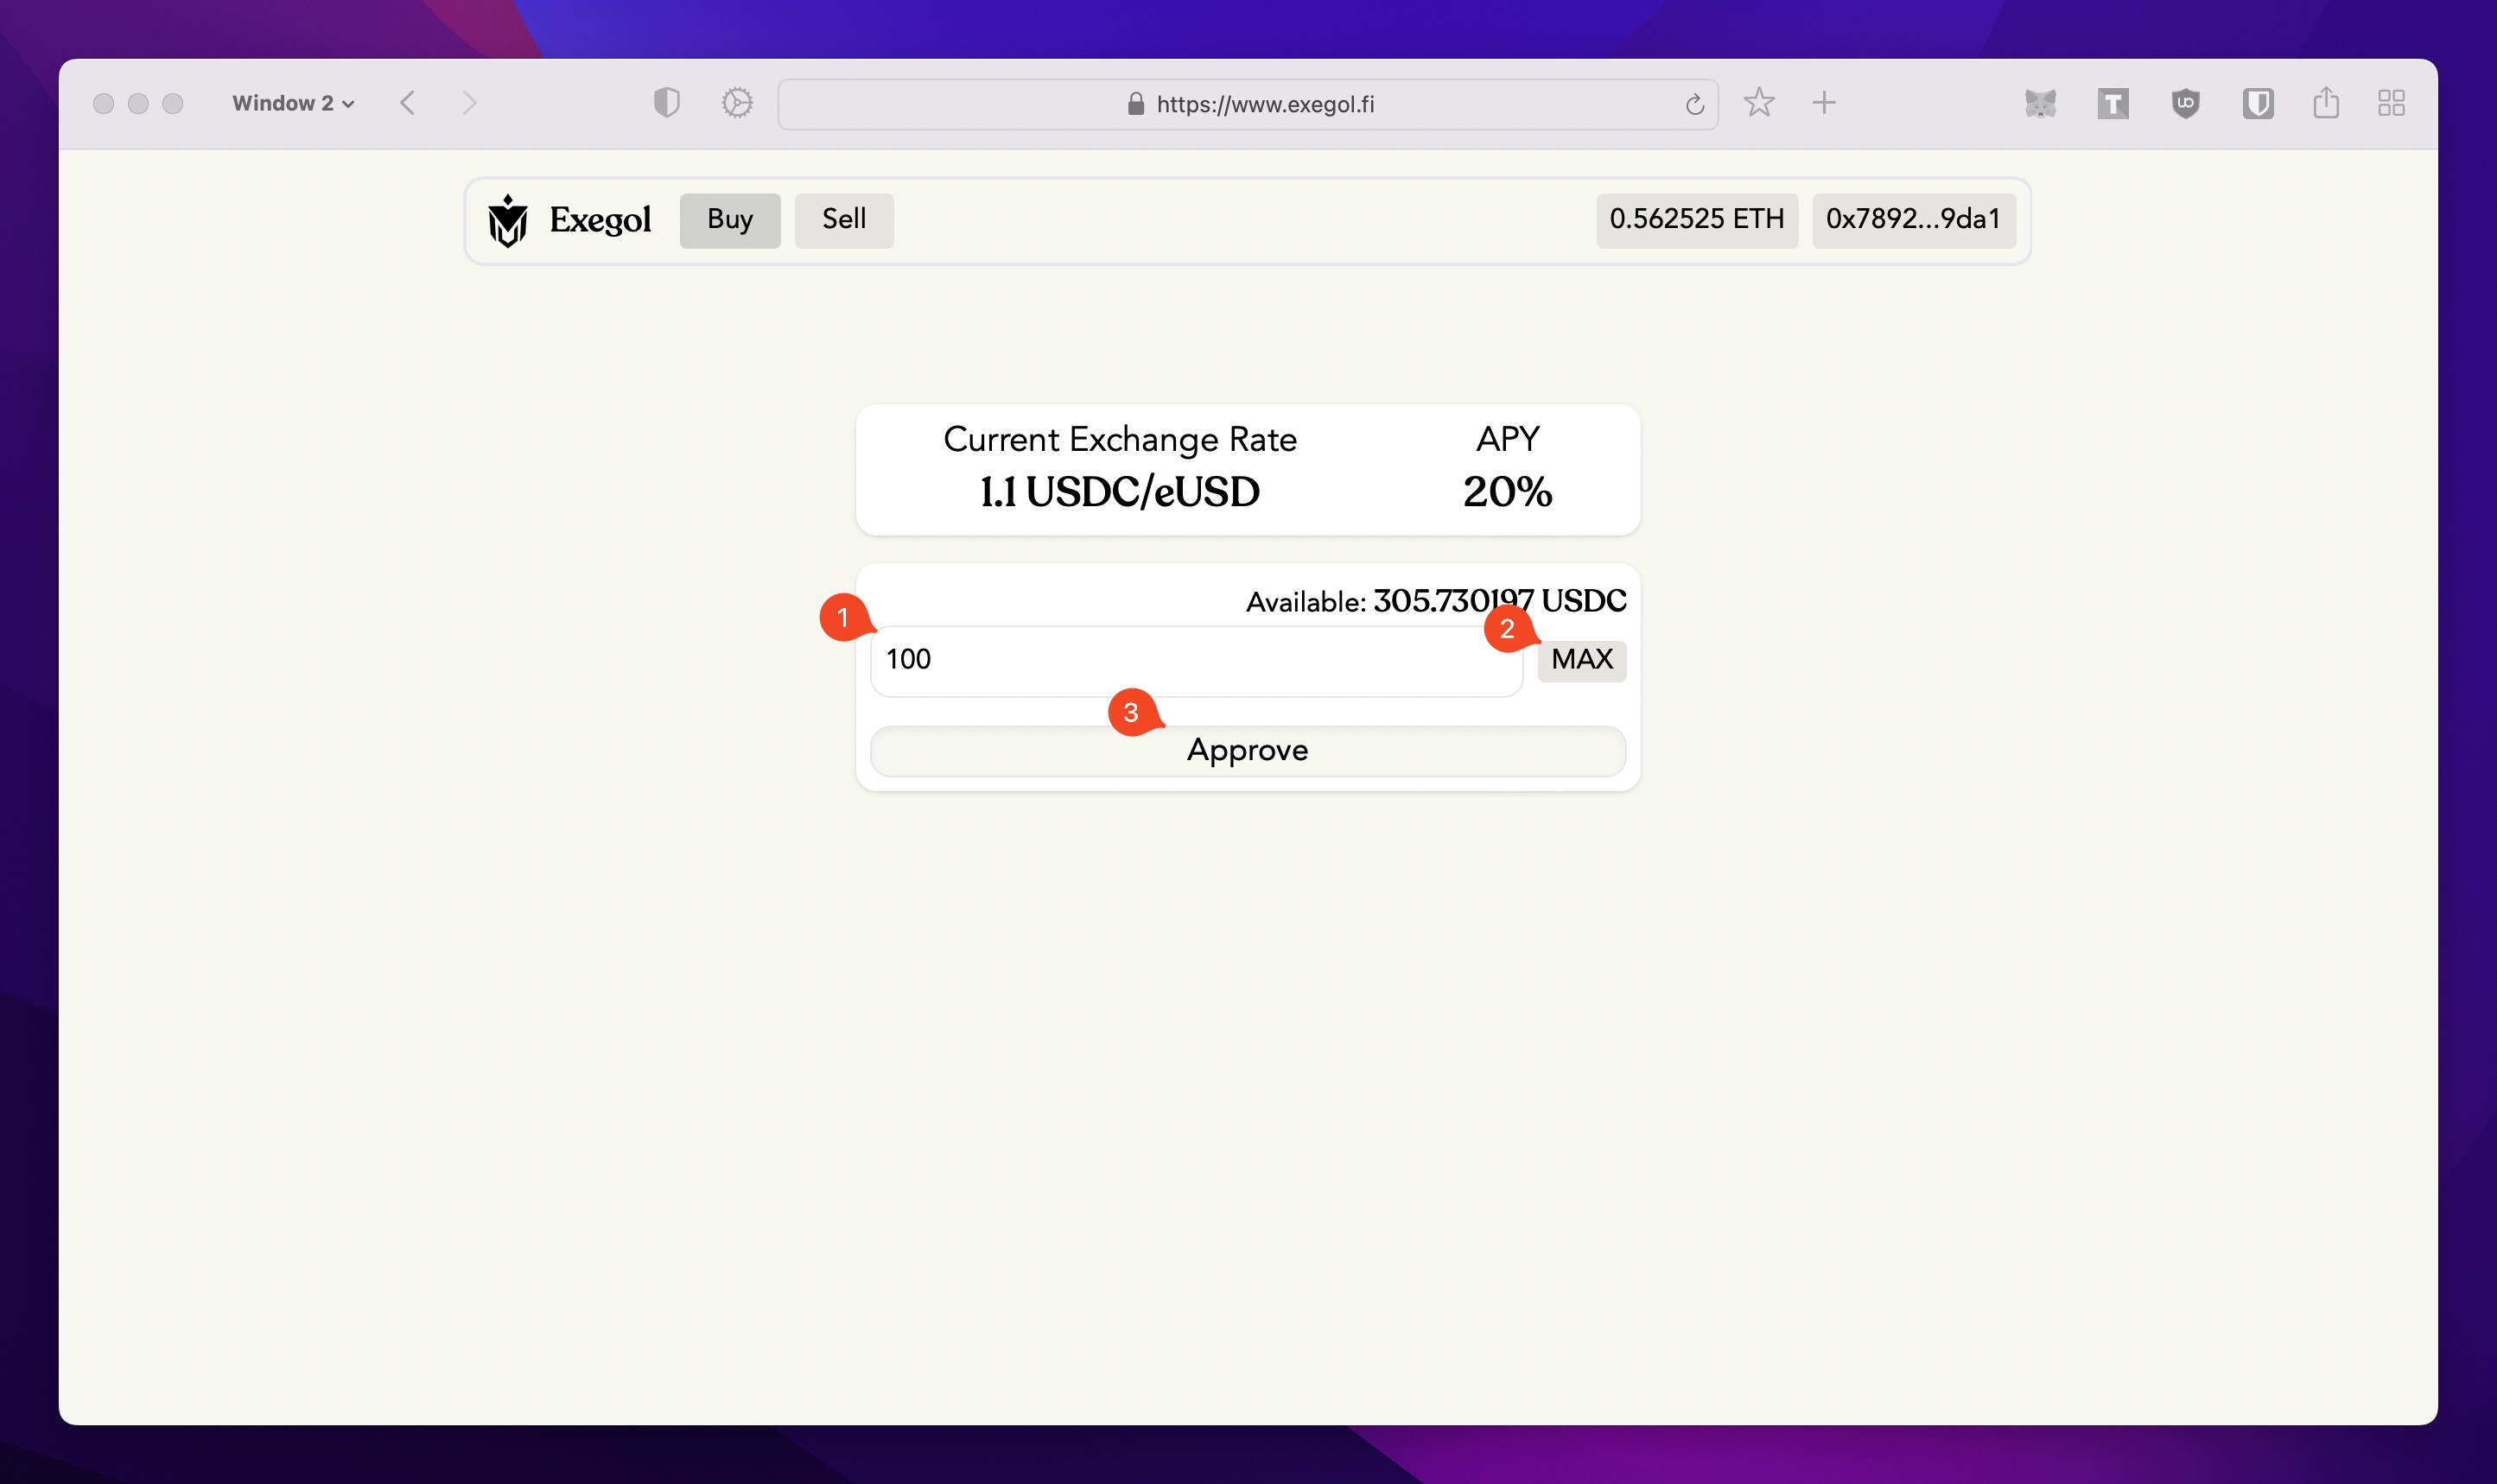 Window 2
https://www.exegol.fi
Exegol
Buy
Sell
0.562525 ETH
0x7892...9da1
Current Exchange Rate
APY
1.1 USDC/eUSD
20%
Available: 305.730197 USDC
1
2
100
MAX
3
Approve